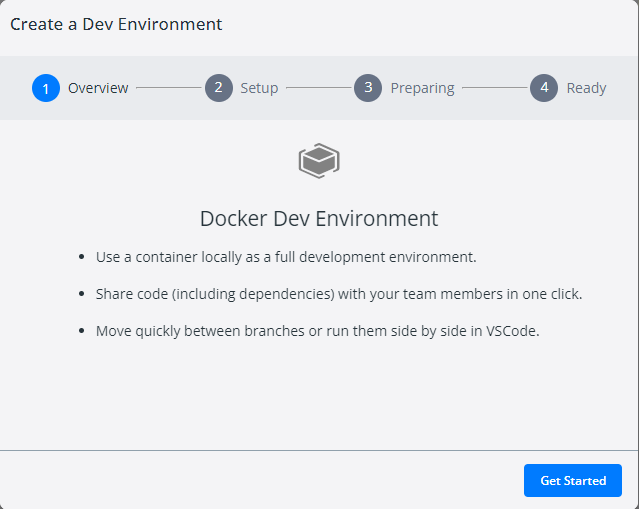 Create a Dev Environment
1 Overview 2 Setup 3 Preparing 4 Ready
Docker Dev Environment
• Use a container locally as a full development environment.
• Share code (including dependencies) with your team members in one click.
• Move quickly between branches or run them side by side in VSCode.
Get Started